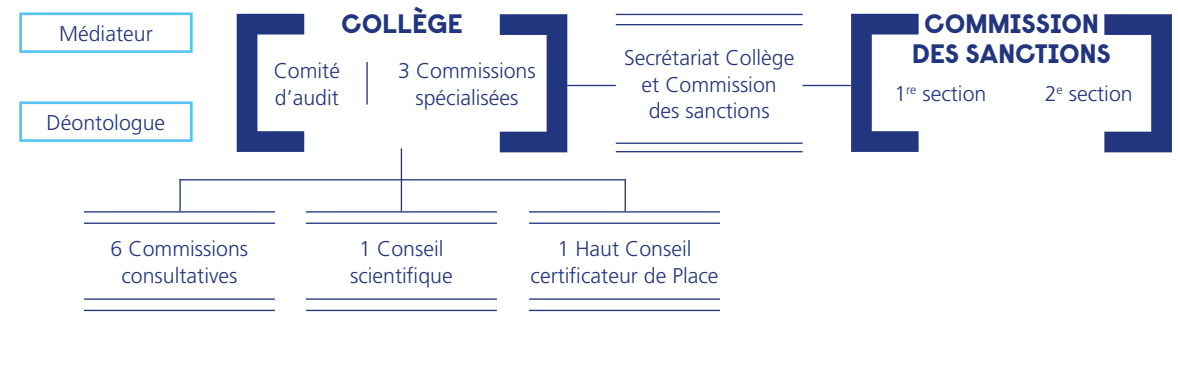 Médiateur
Déontologue
COLLÈGE
Comité
d’audit
3 Commissions
spécialisées
Secrétariat Collège
et Commission
des sanctions
COMMISSION
DES SANCTIONS
1re section
2e section
6 Commissions
consultatives
1 Conseil
scientifique
1 Haut Conseil
certificateur de Place